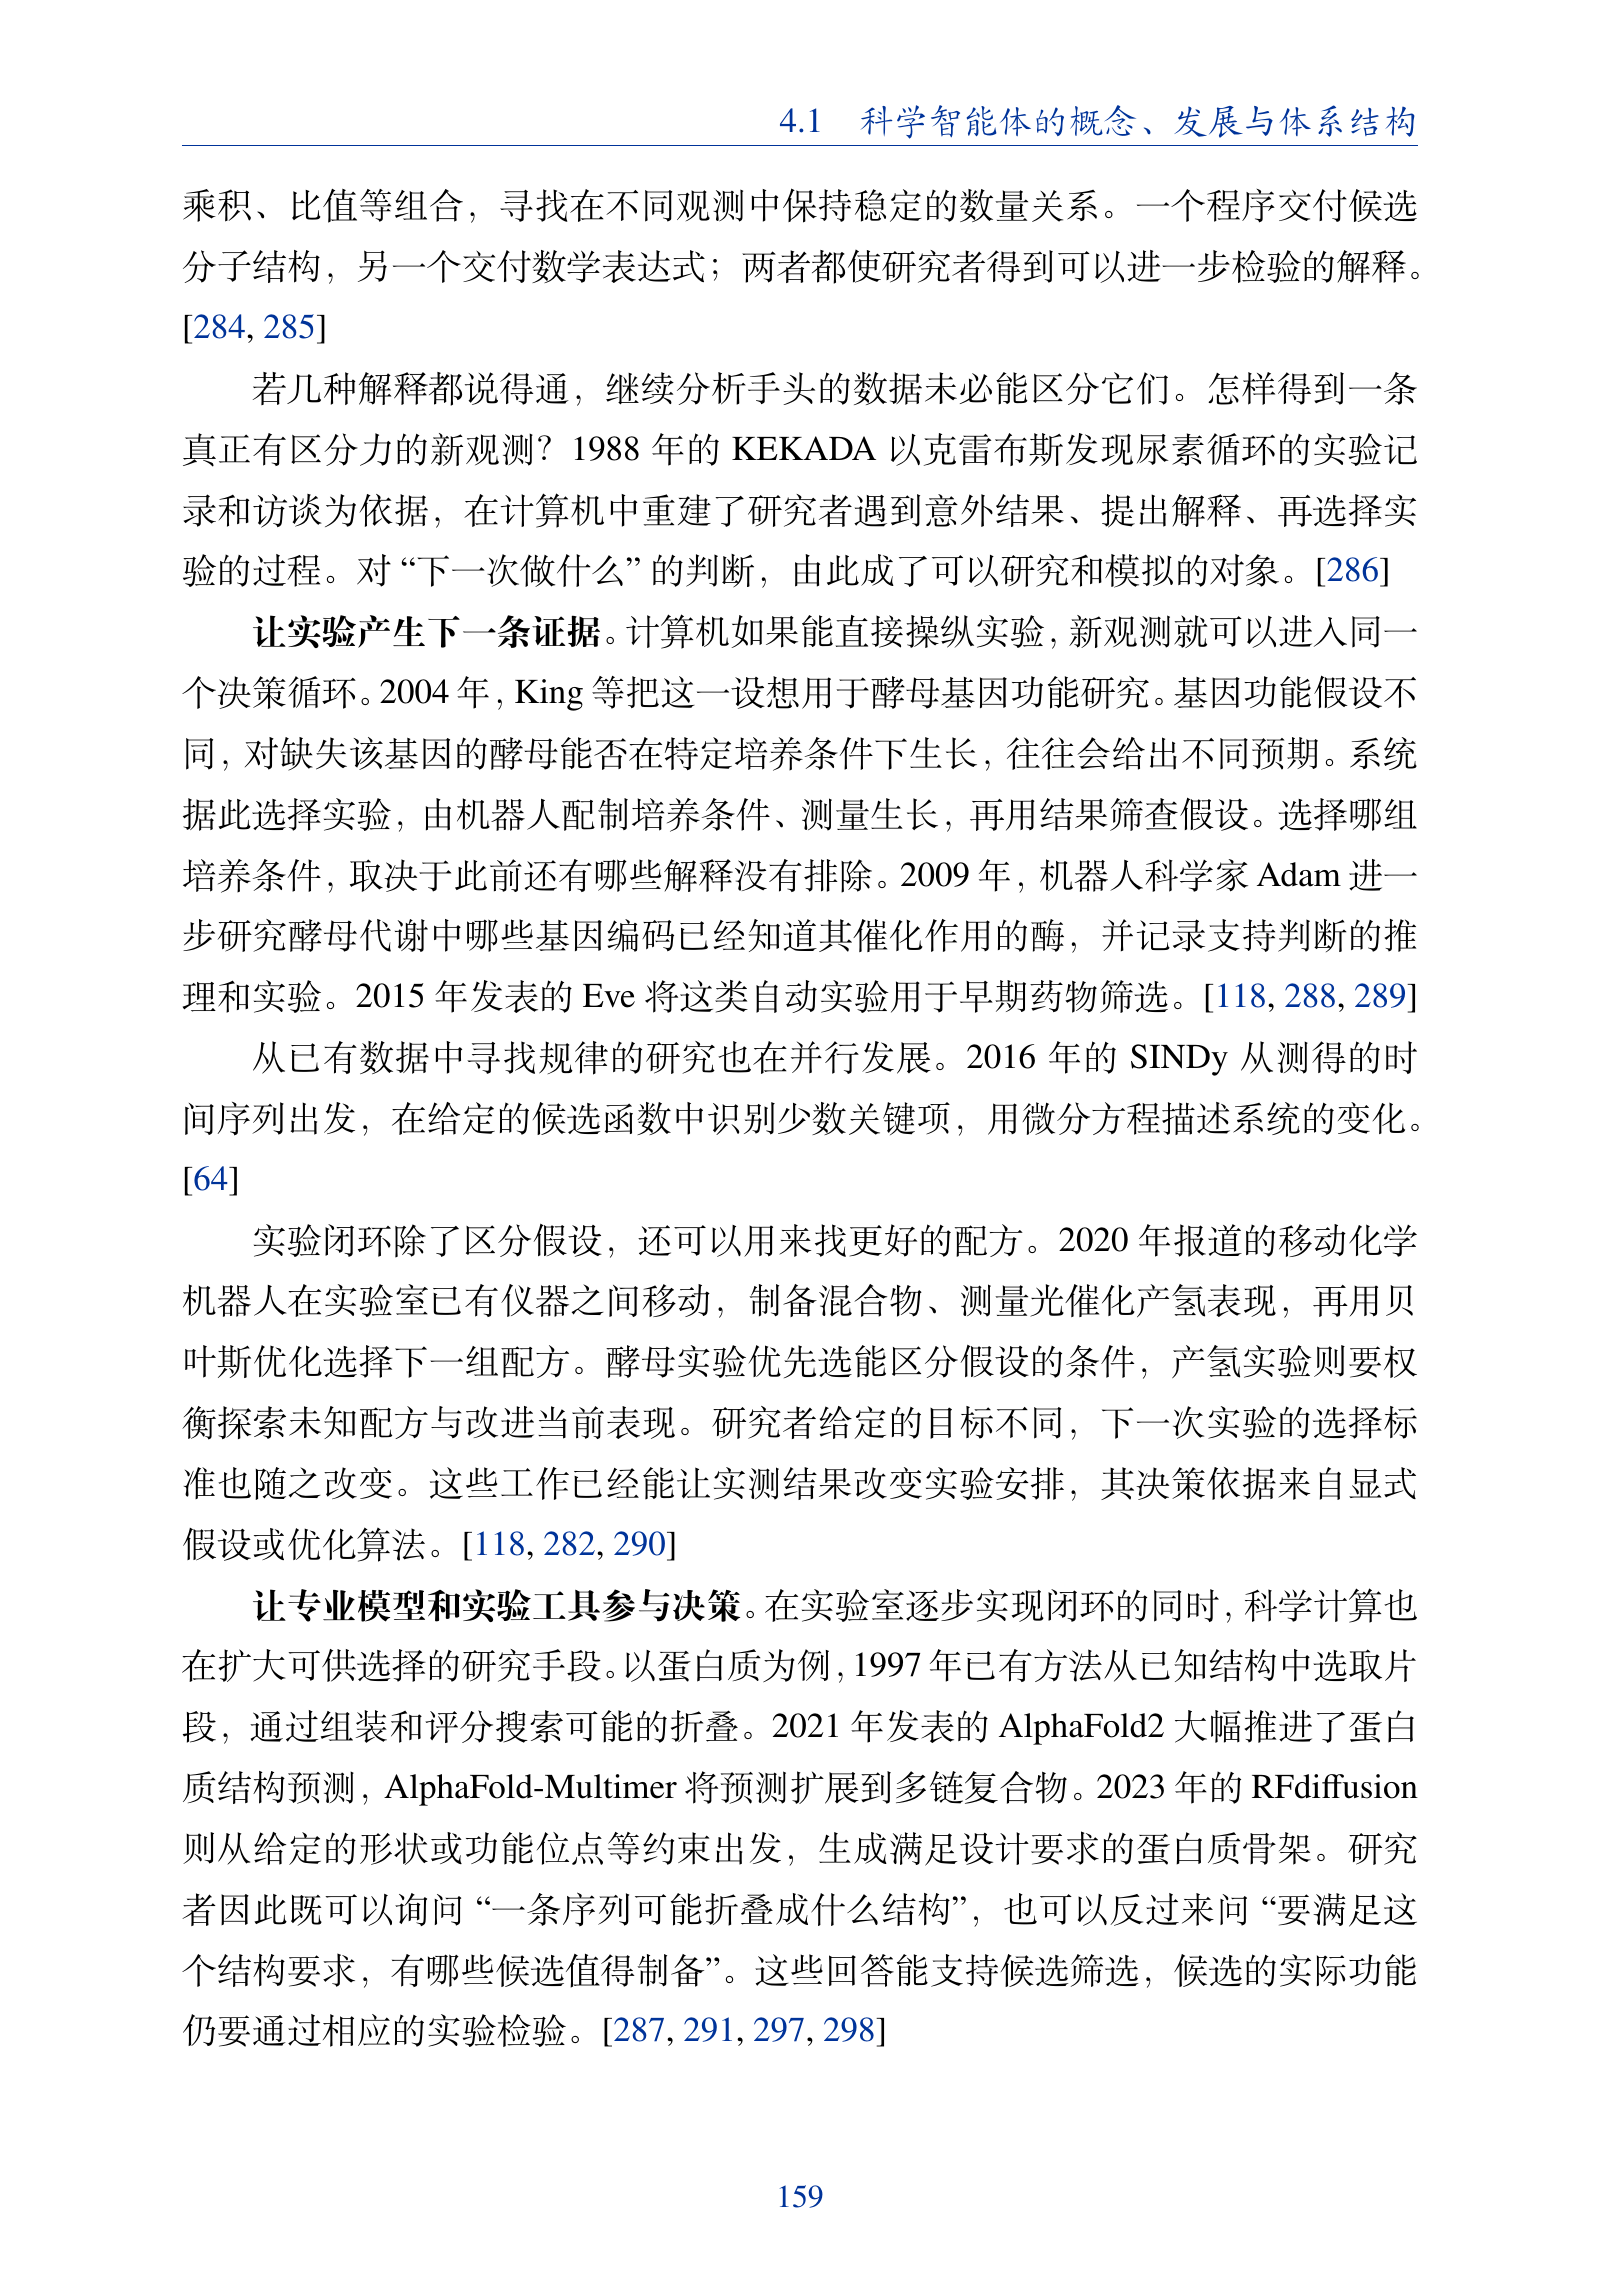 4.1 科学智能体的概念、发展与体系结构
乘积、比值等组合，寻找在不同观测中保持稳定的数量关系。一个程序交付候选
分子结构，另一个交付数学表达式；两者都使研究者得到可以进一步检验的解释。
[284, 285]
若几种解释都说得通，继续分析手头的数据未必能区分它们。怎样得到一条
真正有区分力的新观测？1988 年的 KEKADA 以克雷布斯发现尿素循环的实验记
录和访谈为依据，在计算机中重建了研究者遇到意外结果、提出解释、再选择实
验的过程。对 “下一次做什么” 的判断，由此成了可以研究和模拟的对象。[286]
让实验产生下一条证据。计算机如果能直接操纵实验，新观测就可以进入同一
个决策循环。2004 年，King 等把这一设想用于酵母基因功能研究。基因功能假设不
同，对缺失该基因的酵母能否在特定培养条件下生长，往往会给出不同预期。系统
据此选择实验，由机器人配制培养条件、测量生长，再用结果筛查假设。选择哪组
培养条件，取决于此前还有哪些解释没有排除。2009 年，机器人科学家 Adam 进一
步研究酵母代谢中哪些基因编码已经知道其催化作用的酶，并记录支持判断的推
理和实验。2015 年发表的 Eve 将这类自动实验用于早期药物筛选。[118, 288, 289]
从已有数据中寻找规律的研究也在并行发展。2016 年的 SINDy 从测得的时
间序列出发，在给定的候选函数中识别少数关键项，用微分方程描述系统的变化。
[64]
实验闭环除了区分假设，还可以用来找更好的配方。2020 年报道的移动化学
机器人在实验室已有仪器之间移动，制备混合物、测量光催化产氢表现，再用贝
叶斯优化选择下一组配方。酵母实验优先选能区分假设的条件，产氢实验则要权
衡探索未知配方与改进当前表现。研究者给定的目标不同，下一次实验的选择标
准也随之改变。这些工作已经能让实测结果改变实验安排，其决策依据来自显式
假设或优化算法。[118, 282, 290]
让专业模型和实验工具参与决策。在实验室逐步实现闭环的同时，科学计算也
在扩大可供选择的研究手段。以蛋白质为例，1997 年已有方法从已知结构中选取片
段，通过组装和评分搜索可能的折叠。2021 年发表的 AlphaFold2 大幅推进了蛋白
质结构预测，AlphaFold-Multimer 将预测扩展到多链复合物。2023 年的 RFdiffusion
则从给定的形状或功能位点等约束出发，生成满足设计要求的蛋白质骨架。研究
者因此既可以询问 “一条序列可能折叠成什么结构”，也可以反过来问 “要满足这
个结构要求，有哪些候选值得制备”。这些回答能支持候选筛选，候选的实际功能
仍要通过相应的实验检验。[287, 291, 297, 298]
159